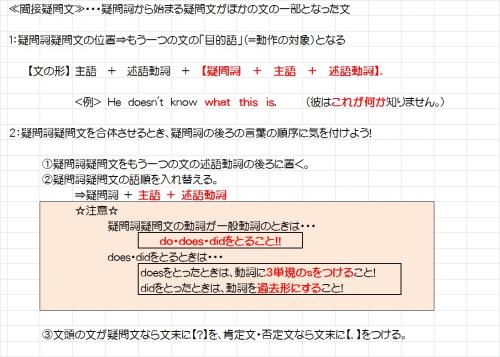 ≪間接疑問文≫・・・疑問詞から始まる疑問文がほかの文の一部となった文
1：疑問詞疑問文の位置⇒もう一つの文の「目的語」（=動作の対象）となる
【文の形】 主語 ＋ 述語動詞 ＋ 【疑問詞 ＋ 主語 ＋ 述語動詞】.
＜例＞ He doesn't know what this is. （彼はこれが何か知りません。）
2：疑問詞疑問文を合体させるとき、疑問詞の後ろの言葉の順序に気を付けよう!
①疑問詞疑問文をもう一つの文の述語動詞の後ろに置く。
②疑問詞疑問文の語順を入れ替える。
⇒疑問詞 ＋ 主語 ＋ 述語動詞
☆注意☆
疑問詞疑問文の動詞が一般動詞のときは・・・
do・does・didをとること!!
does・didをとるときは・・・
doesをとったときは、動詞に3単現のsをつけること!
didをとったときは、動詞を過去形にすること!
③文頭の文が疑問文なら文末に【?】を、肯定文・否定文なら文末に【.】をつける。